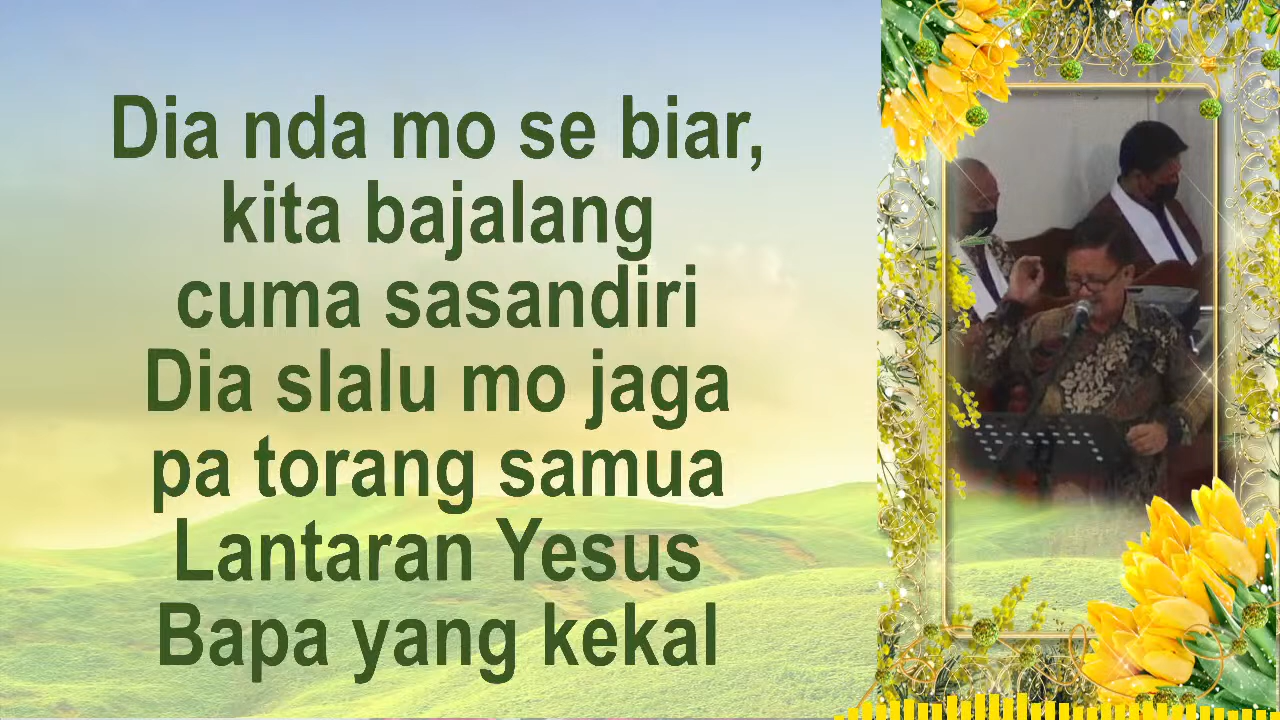 Dia nda mo se biar,
kita bajalang
cuma sasandiri
Dia slalu mo jaga
pa torang samua
Lantaran Yesus
Bapa yang kekal